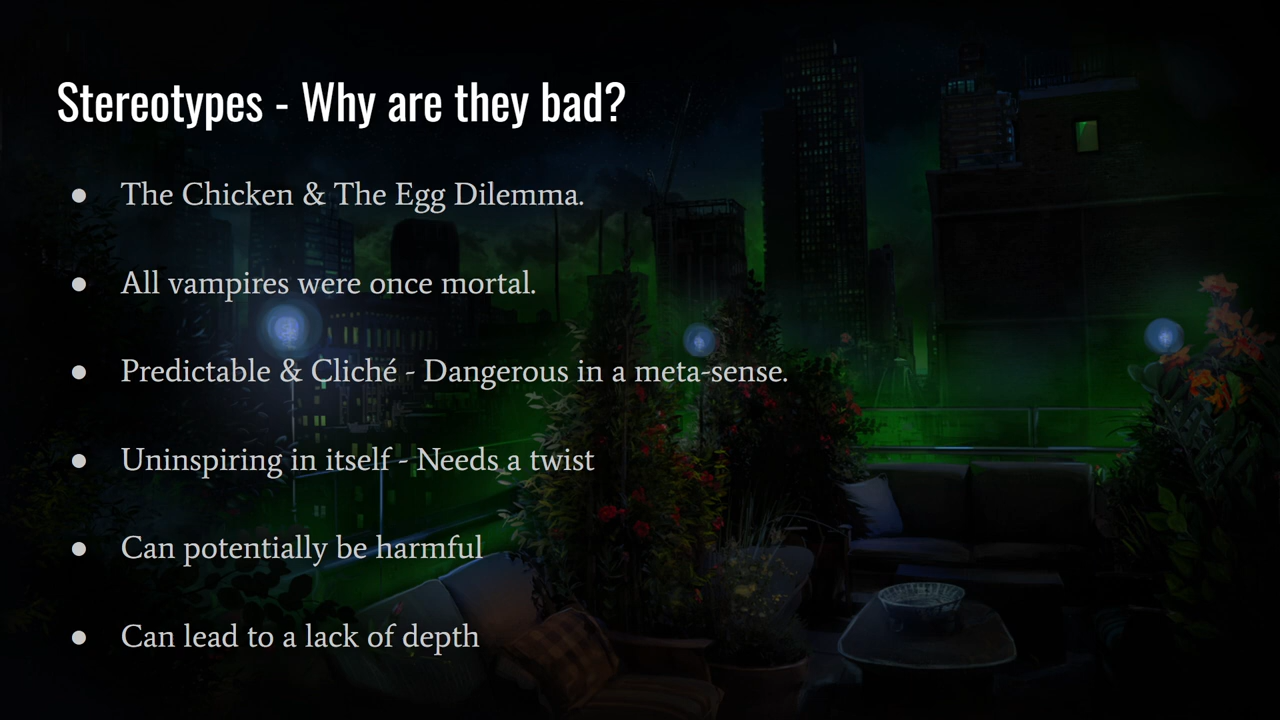 Stereotypes - Why are they bad?
● The Chicken & The Egg Dilemma.
● All vampires were once mortal.
● Predictable & Cliché - Dangerous in a meta-sense.
● Uninspiring in itself - Needs a twist
● Can potentially be harmful
● Can lead to a lack of depth